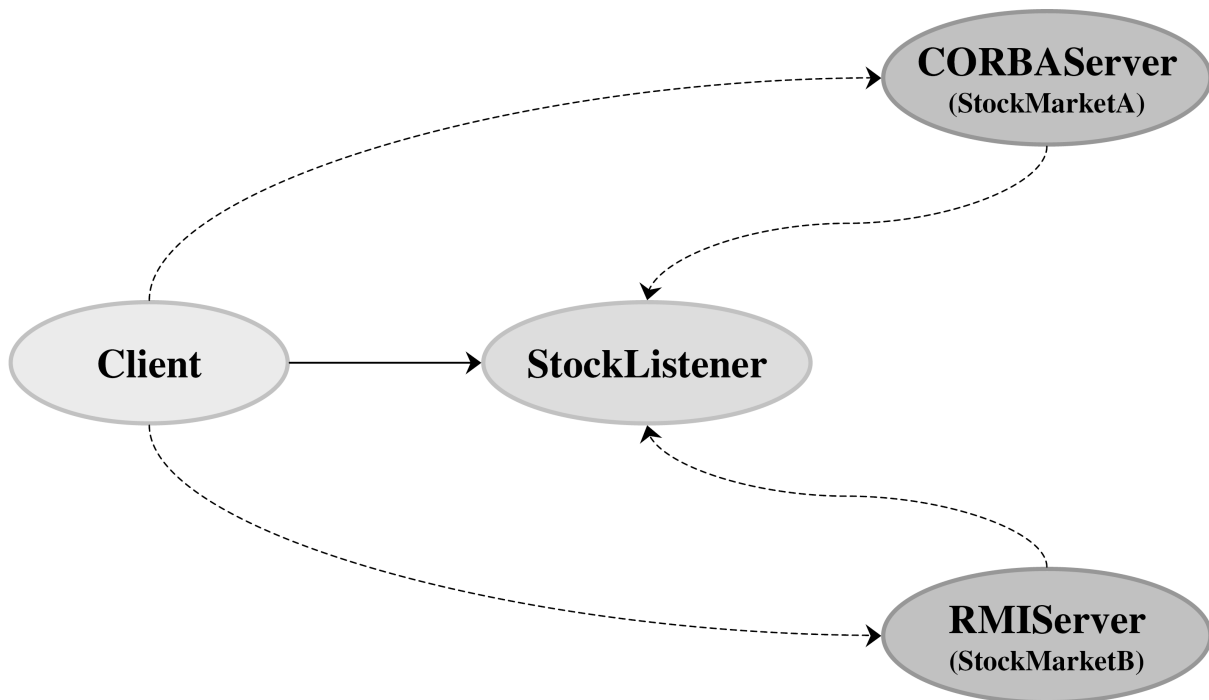 CORBAServer
(StockMarketA)
Client
StockListener
RMIServer
(StockMarketB)